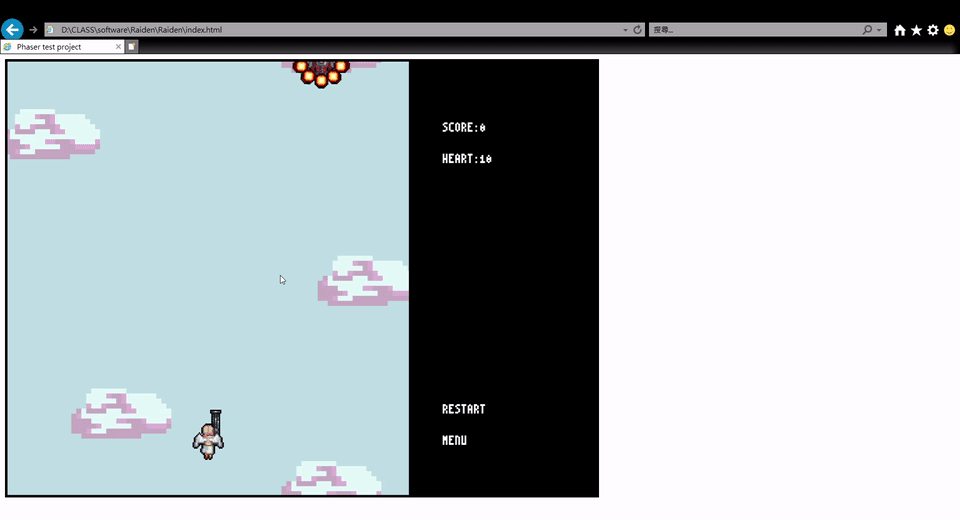 D:\CLASS\software\Raiden\Raiden\index.html
搜尋...
Phaser test project
SCORE:0
HEART:10
RESTART
MENU